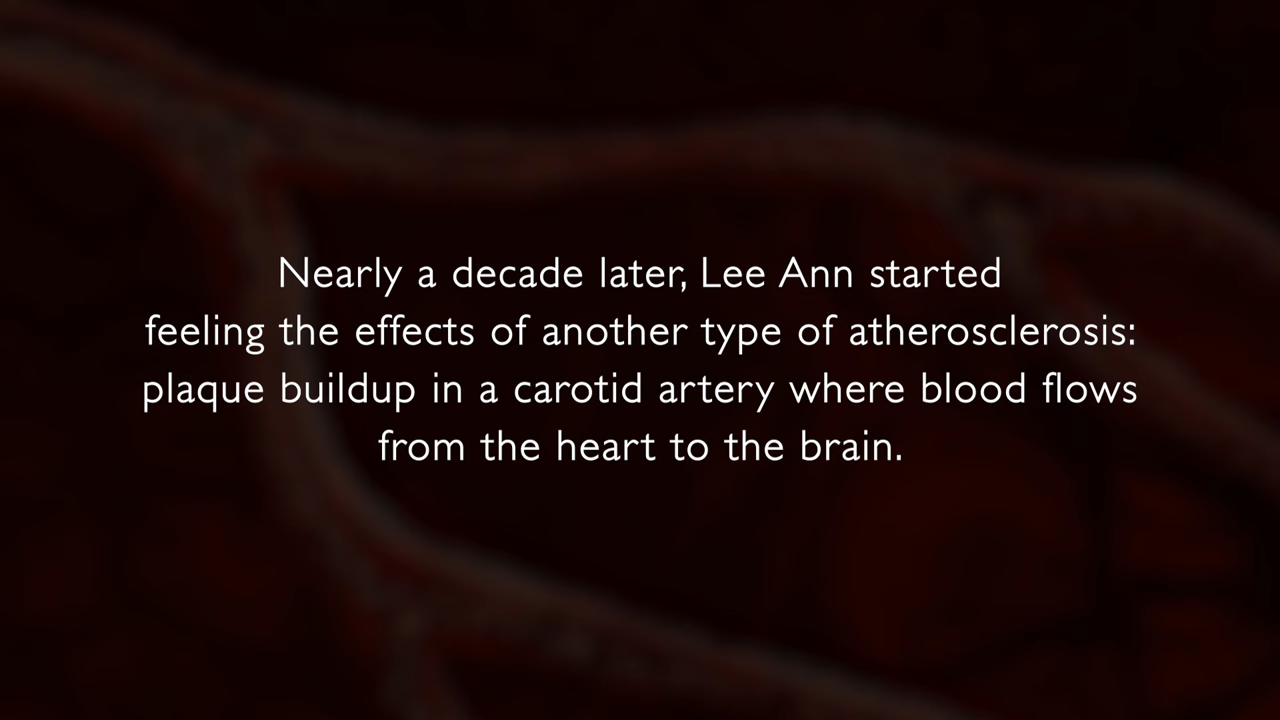 Nearly a decade later, Lee Ann started
feeling the effects of another type of atherosclerosis:
plaque buildup in a carotid artery where blood flows
from the heart to the brain.